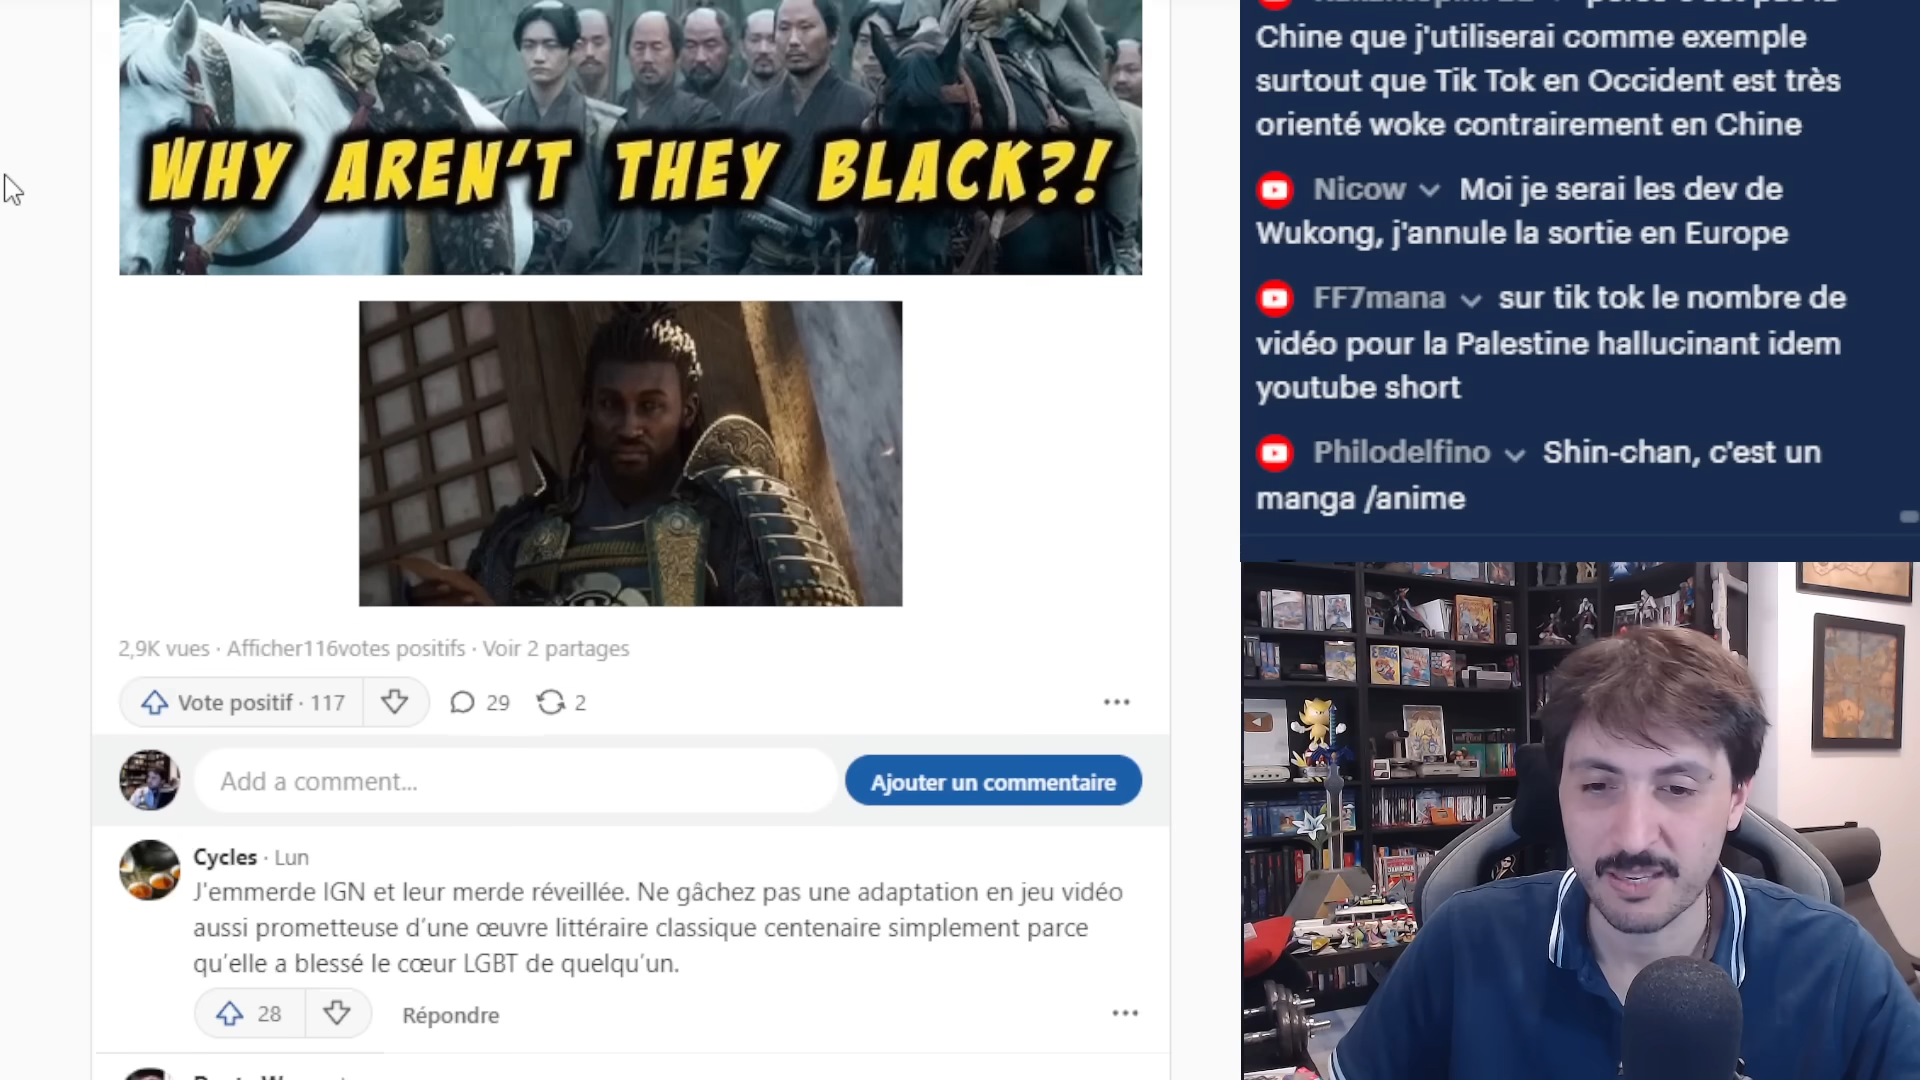 WHY AREN'T THEY BLACK?!
2,9K vues · Afficher116votes positifs · Voir 2 partages
Vote positif · 117
29
2
Add a comment...
Ajouter un commentaire
Cycles · Lun
J'emmerde IGN et leur merde réveillée. Ne gâchez pas une adaptation en jeu vidéo
aussi prometteuse d’une œuvre littéraire classique centenaire simplement parce
qu’elle a blessé le cœur LGBT de quelqu’un.
28
Répondre
Chine que j'utiliserai comme exemple
surtout que Tik Tok en Occident est très
orienté woke contrairement en Chine
Nicow Moi je serai les dev de
Wukong, j'annule la sortie en Europe
FF7mana sur tik tok le nombre de
vidéo pour la Palestine hallucinant idem
youtube short
Philodelfino Shin-chan, c'est un
manga /anime